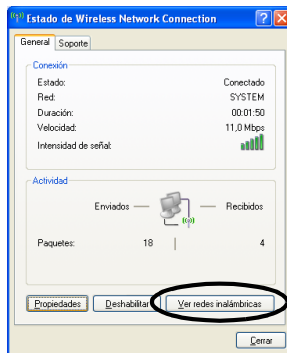 Estado de Wireless Network Connection
General Soporte
Conexión
Estado: Conectado
Red: SYSTEM
Duración: 00:01:50
Velocidad: 11,0 Mbps
Intensidad de señal:
Actividad
Enviados — — Recibidos
Paquetes: 18 | 4
Propiedades Deshabilitar Ver redes inalámbricas
Cerrar